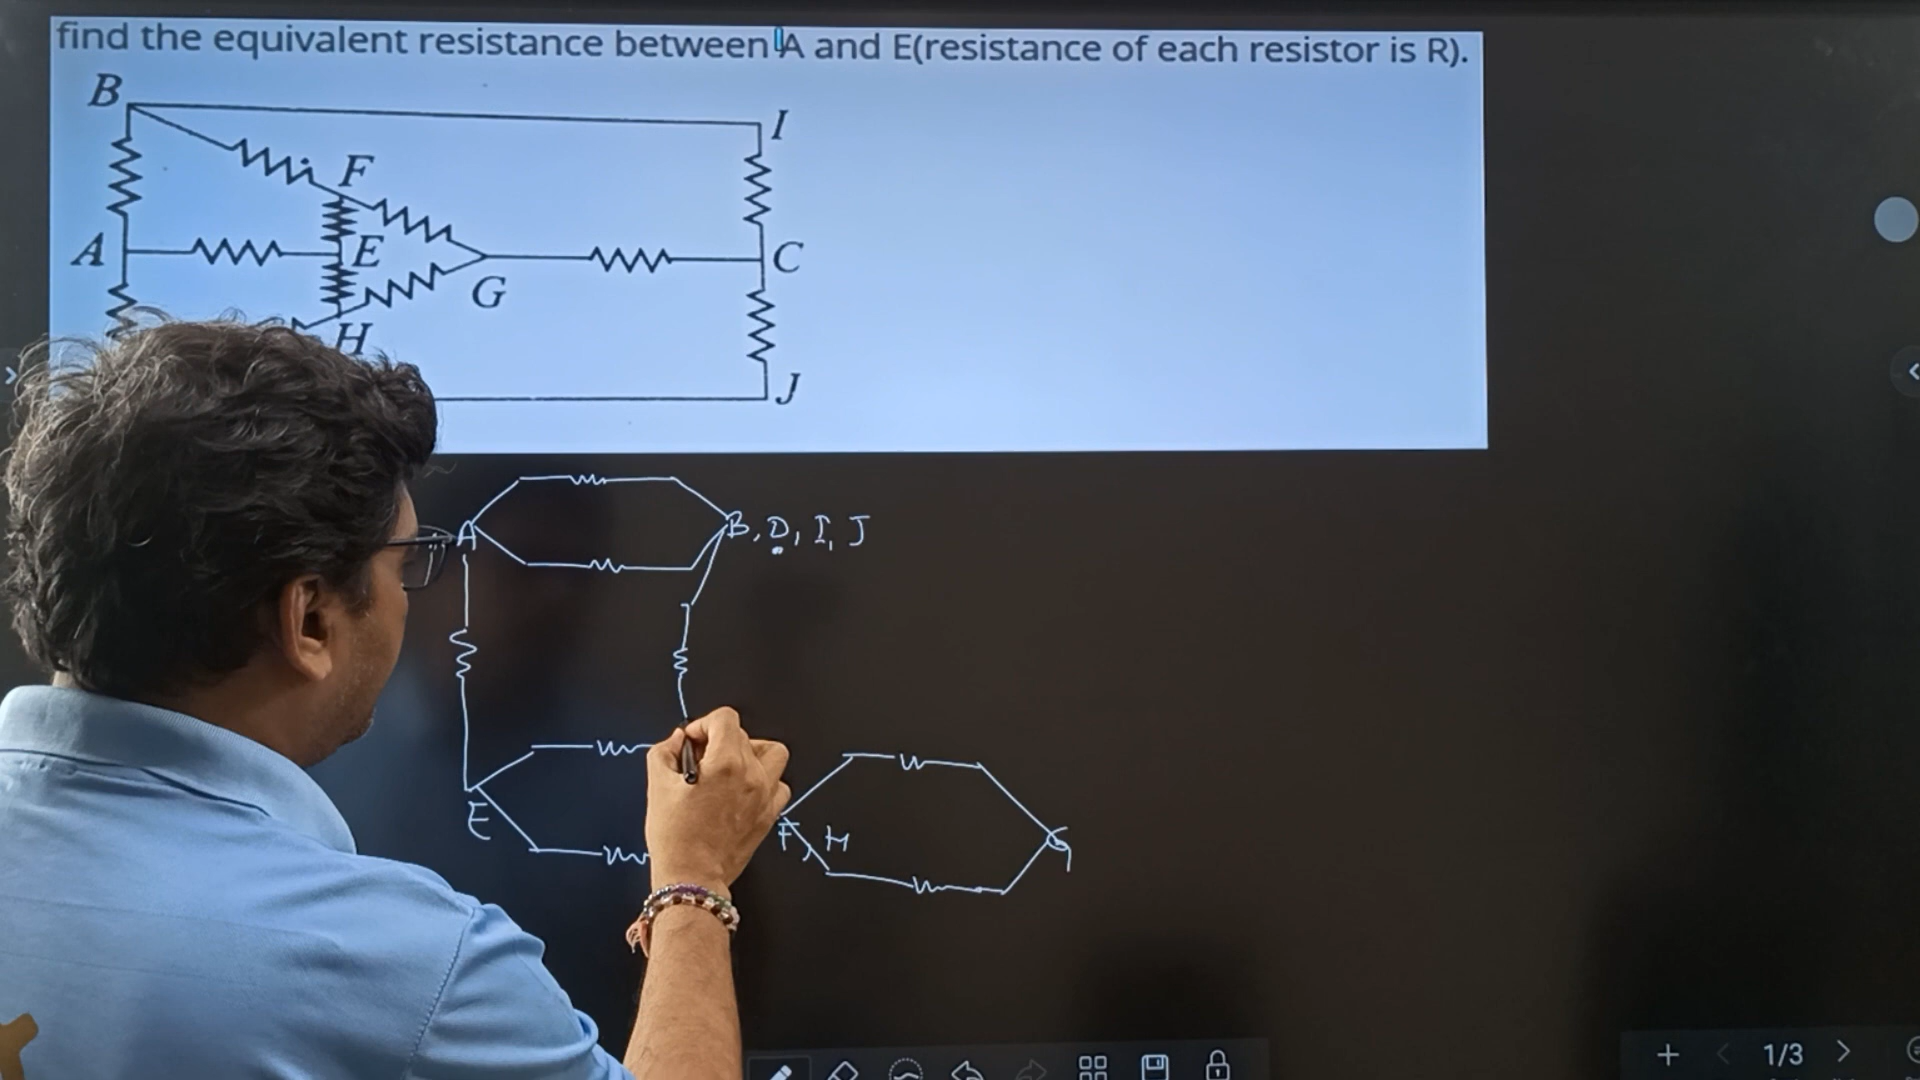 find the equivalent resistance between A and E(resistance of each resistor is R).
B
I
F
A
E
C
G
H
J
A
B, D, I, J
E
F, H
G
1/3